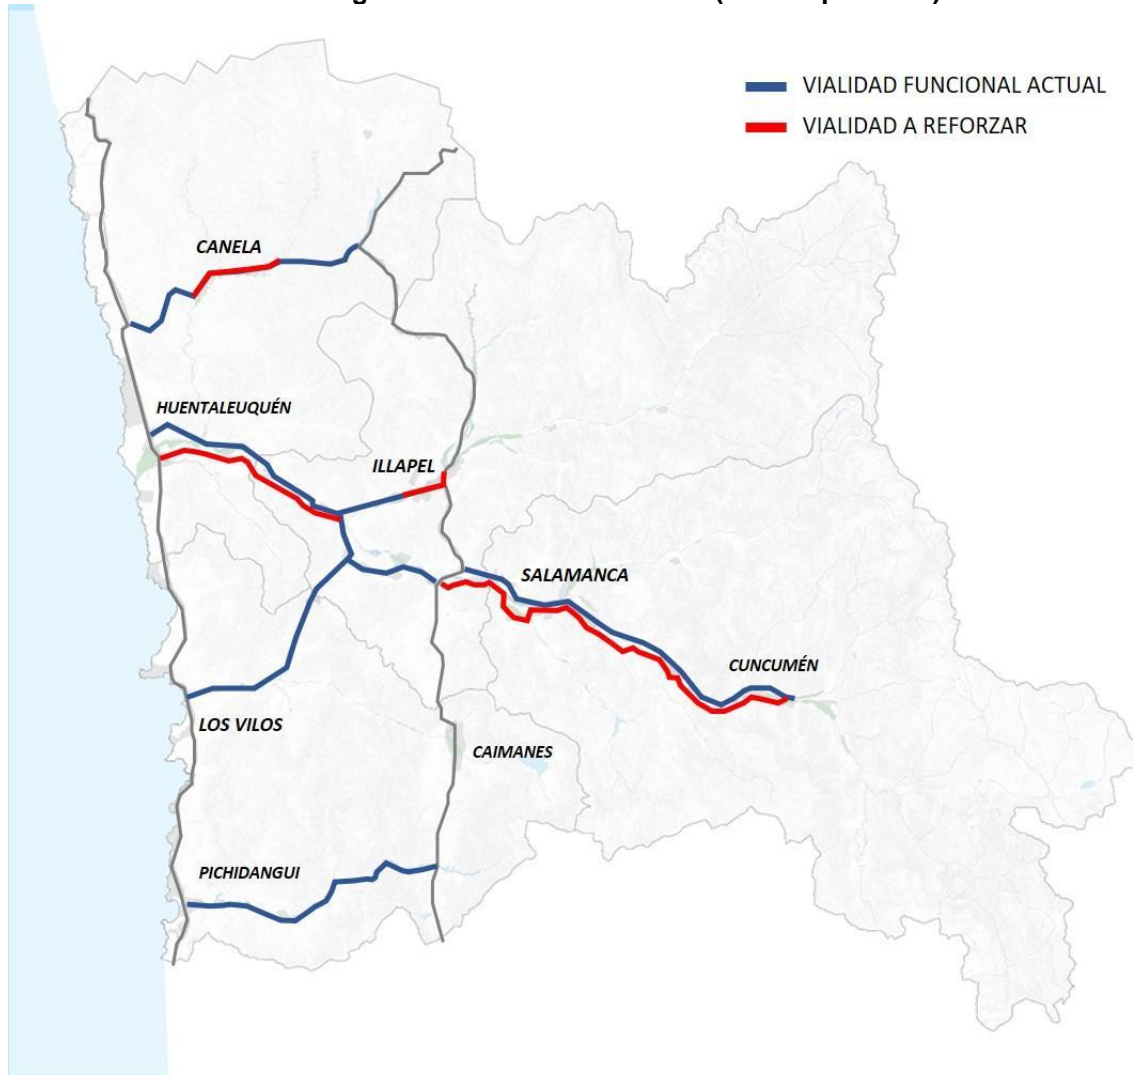 VIALIDAD FUNCIONAL ACTUAL
VIALIDAD A REFORZAR
CANELA
HUENTALEUQUÉN
ILLAPEL
SALAMANCA
CUNCUMÉN
LOS VILOS
CAIMANES
PICHIDANGUI